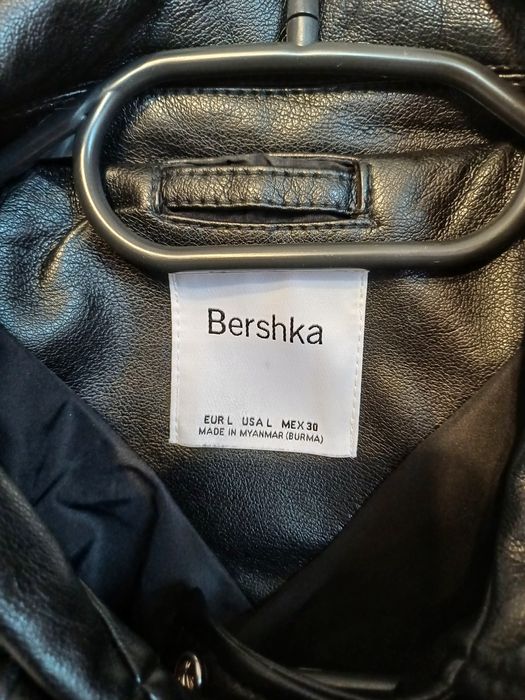 Bershka
EUR L USA L MEX 30
MADE IN MYANMAR (BURMA)